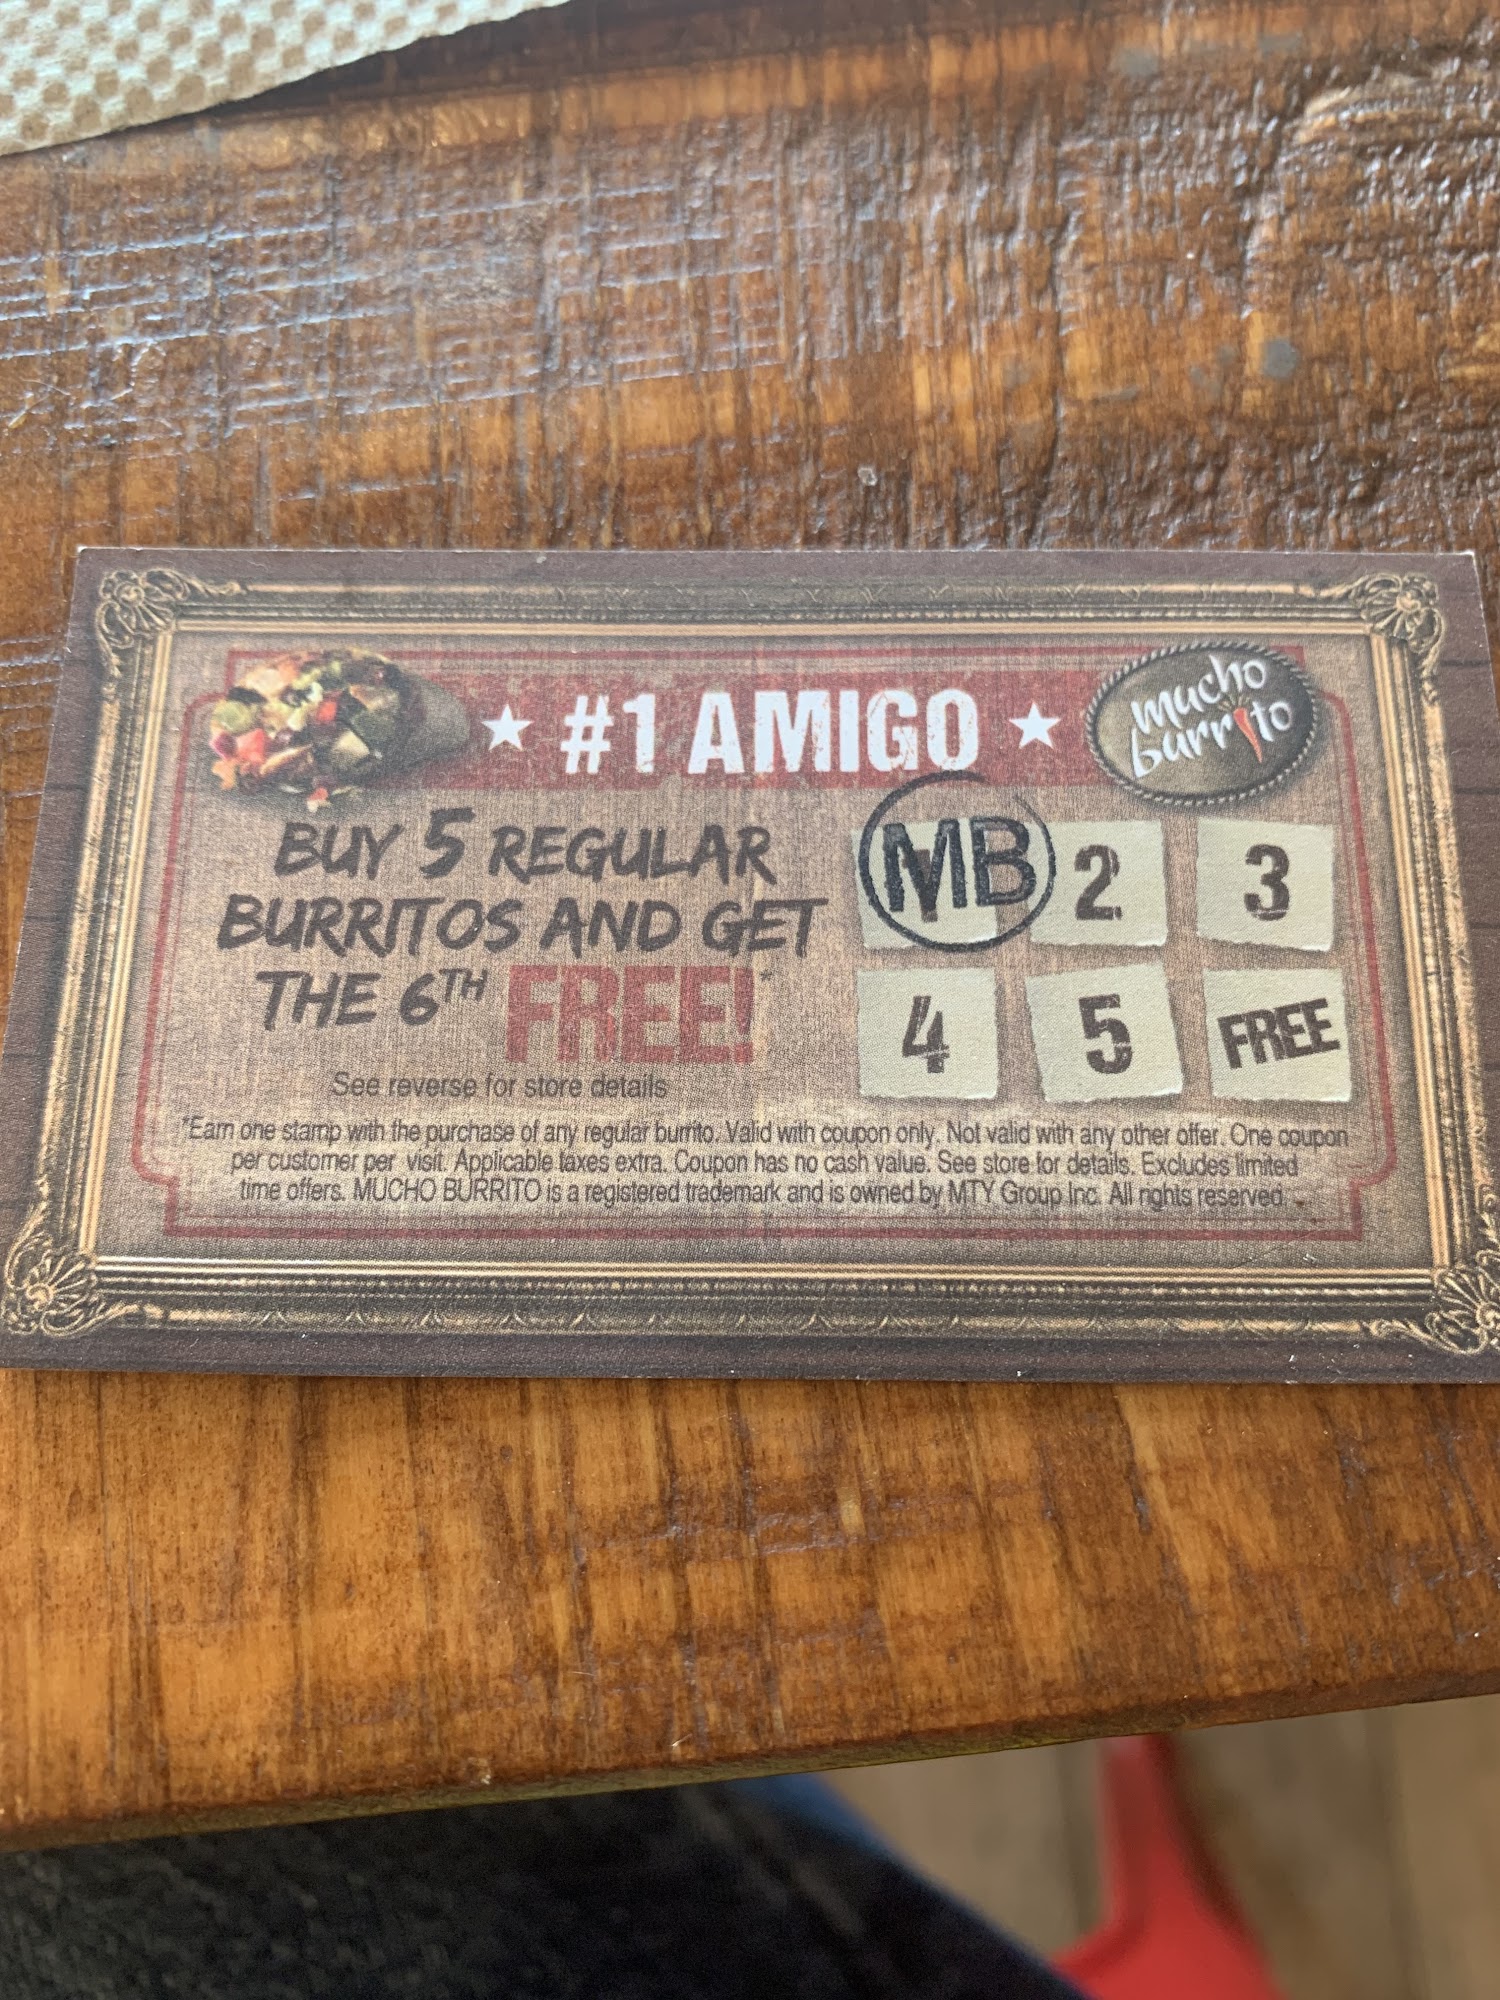 #1 AMIGO
mucho
burrito
BUY 5 REGULAR
BURRITOS AND GET
THE 6TH FREE!*
MB 2 3
4 5 FREE
See reverse for store details
*Earn one stamp with the purchase of any regular burrito. Valid with coupon only. Not valid with any other offer. One coupon
per customer per visit. Applicable taxes extra. Coupon has no cash value. See store for details. Excludes limited
time offers. MUCHO BURRITO is a registered trademark and is owned by MTY Group Inc. All rights reserved.